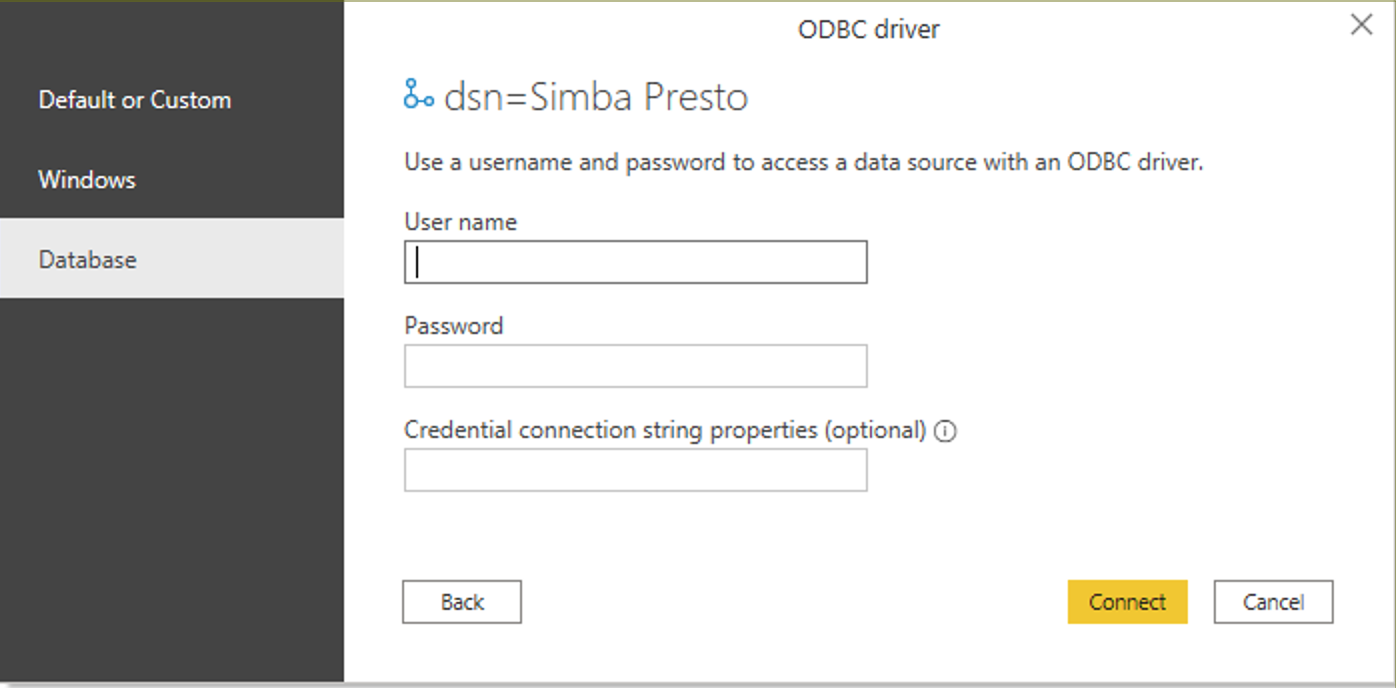 ODBC driver
Default or Custom
Windows
Database
dsn=Simba Presto
Use a username and password to access a data source with an ODBC driver.
User name
Password
Credential connection string properties (optional)
Back
Connect
Cancel